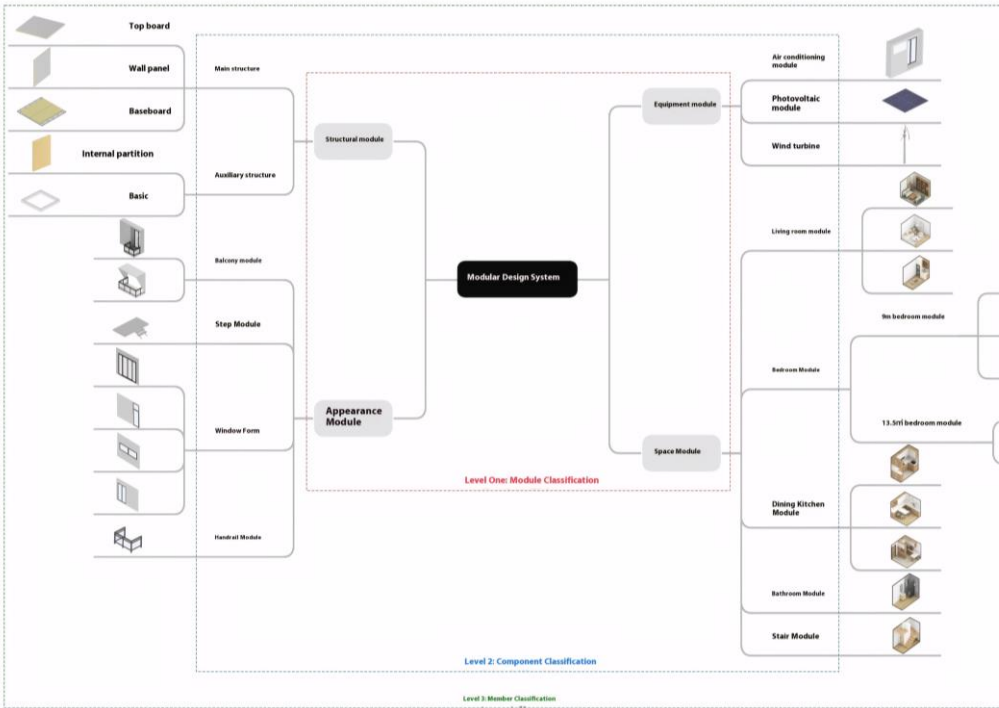 Top board
Wall panel
Baseboard
Internal partition
Basic
Main structure
Auxiliary structure
Balcony module
Step Module
Window Form
Handrail Module
Structural module
Appearance
Module
Modular Design System
Equipment module
Space Module
Air conditioning
module
Photovoltaic
module
Wind turbine
Living room module
Bedroom Module
9m bedroom module
13.5㎡ bedroom module
Dining Kitchen
Module
Bathroom Module
Stair Module
Level One: Module Classification
Level 2: Component Classification
Level 3: Member Classification